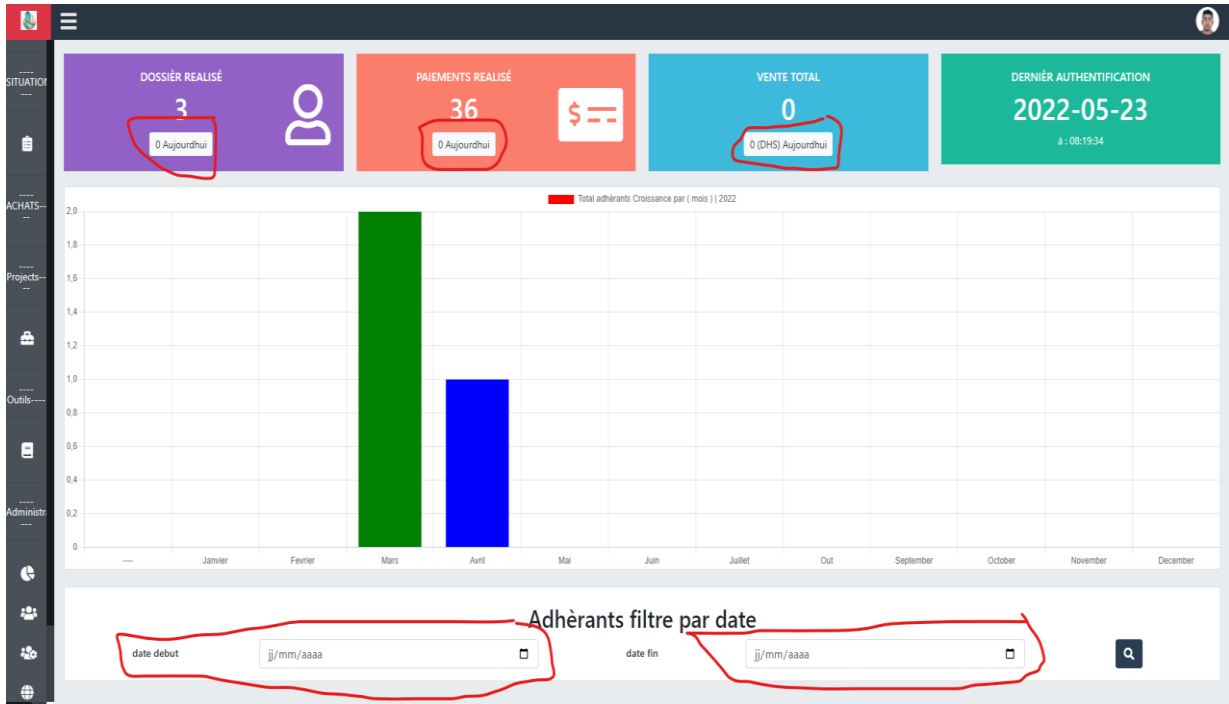 ----
SITUATION
---
----
ACHATS--
--
----
Projects--
--
----
Outils----
----
Administr
---
DOSSIÈR REALISÉ
3
0 Aujourdhui
PAIEMENTS REALISÉ
36
0 Aujourdhui
VENTE TOTAL
0
0 (DHS) Aujourdhui
DERNIÈR AUTHENTIFICATION
2022-05-23
à : 08:19:34
Total adhèrants Croissance par ( mois ) | 2022
2,0
1,8
1,6
1,4
1,2
1,0
0,8
0,6
0,4
0,2
0
---- Janvier Fevrier Mars Avril Mai Juin Juillet Out September October November December
Adhèrants filtre par date
date debut jj/mm/aaaa date fin jj/mm/aaaa